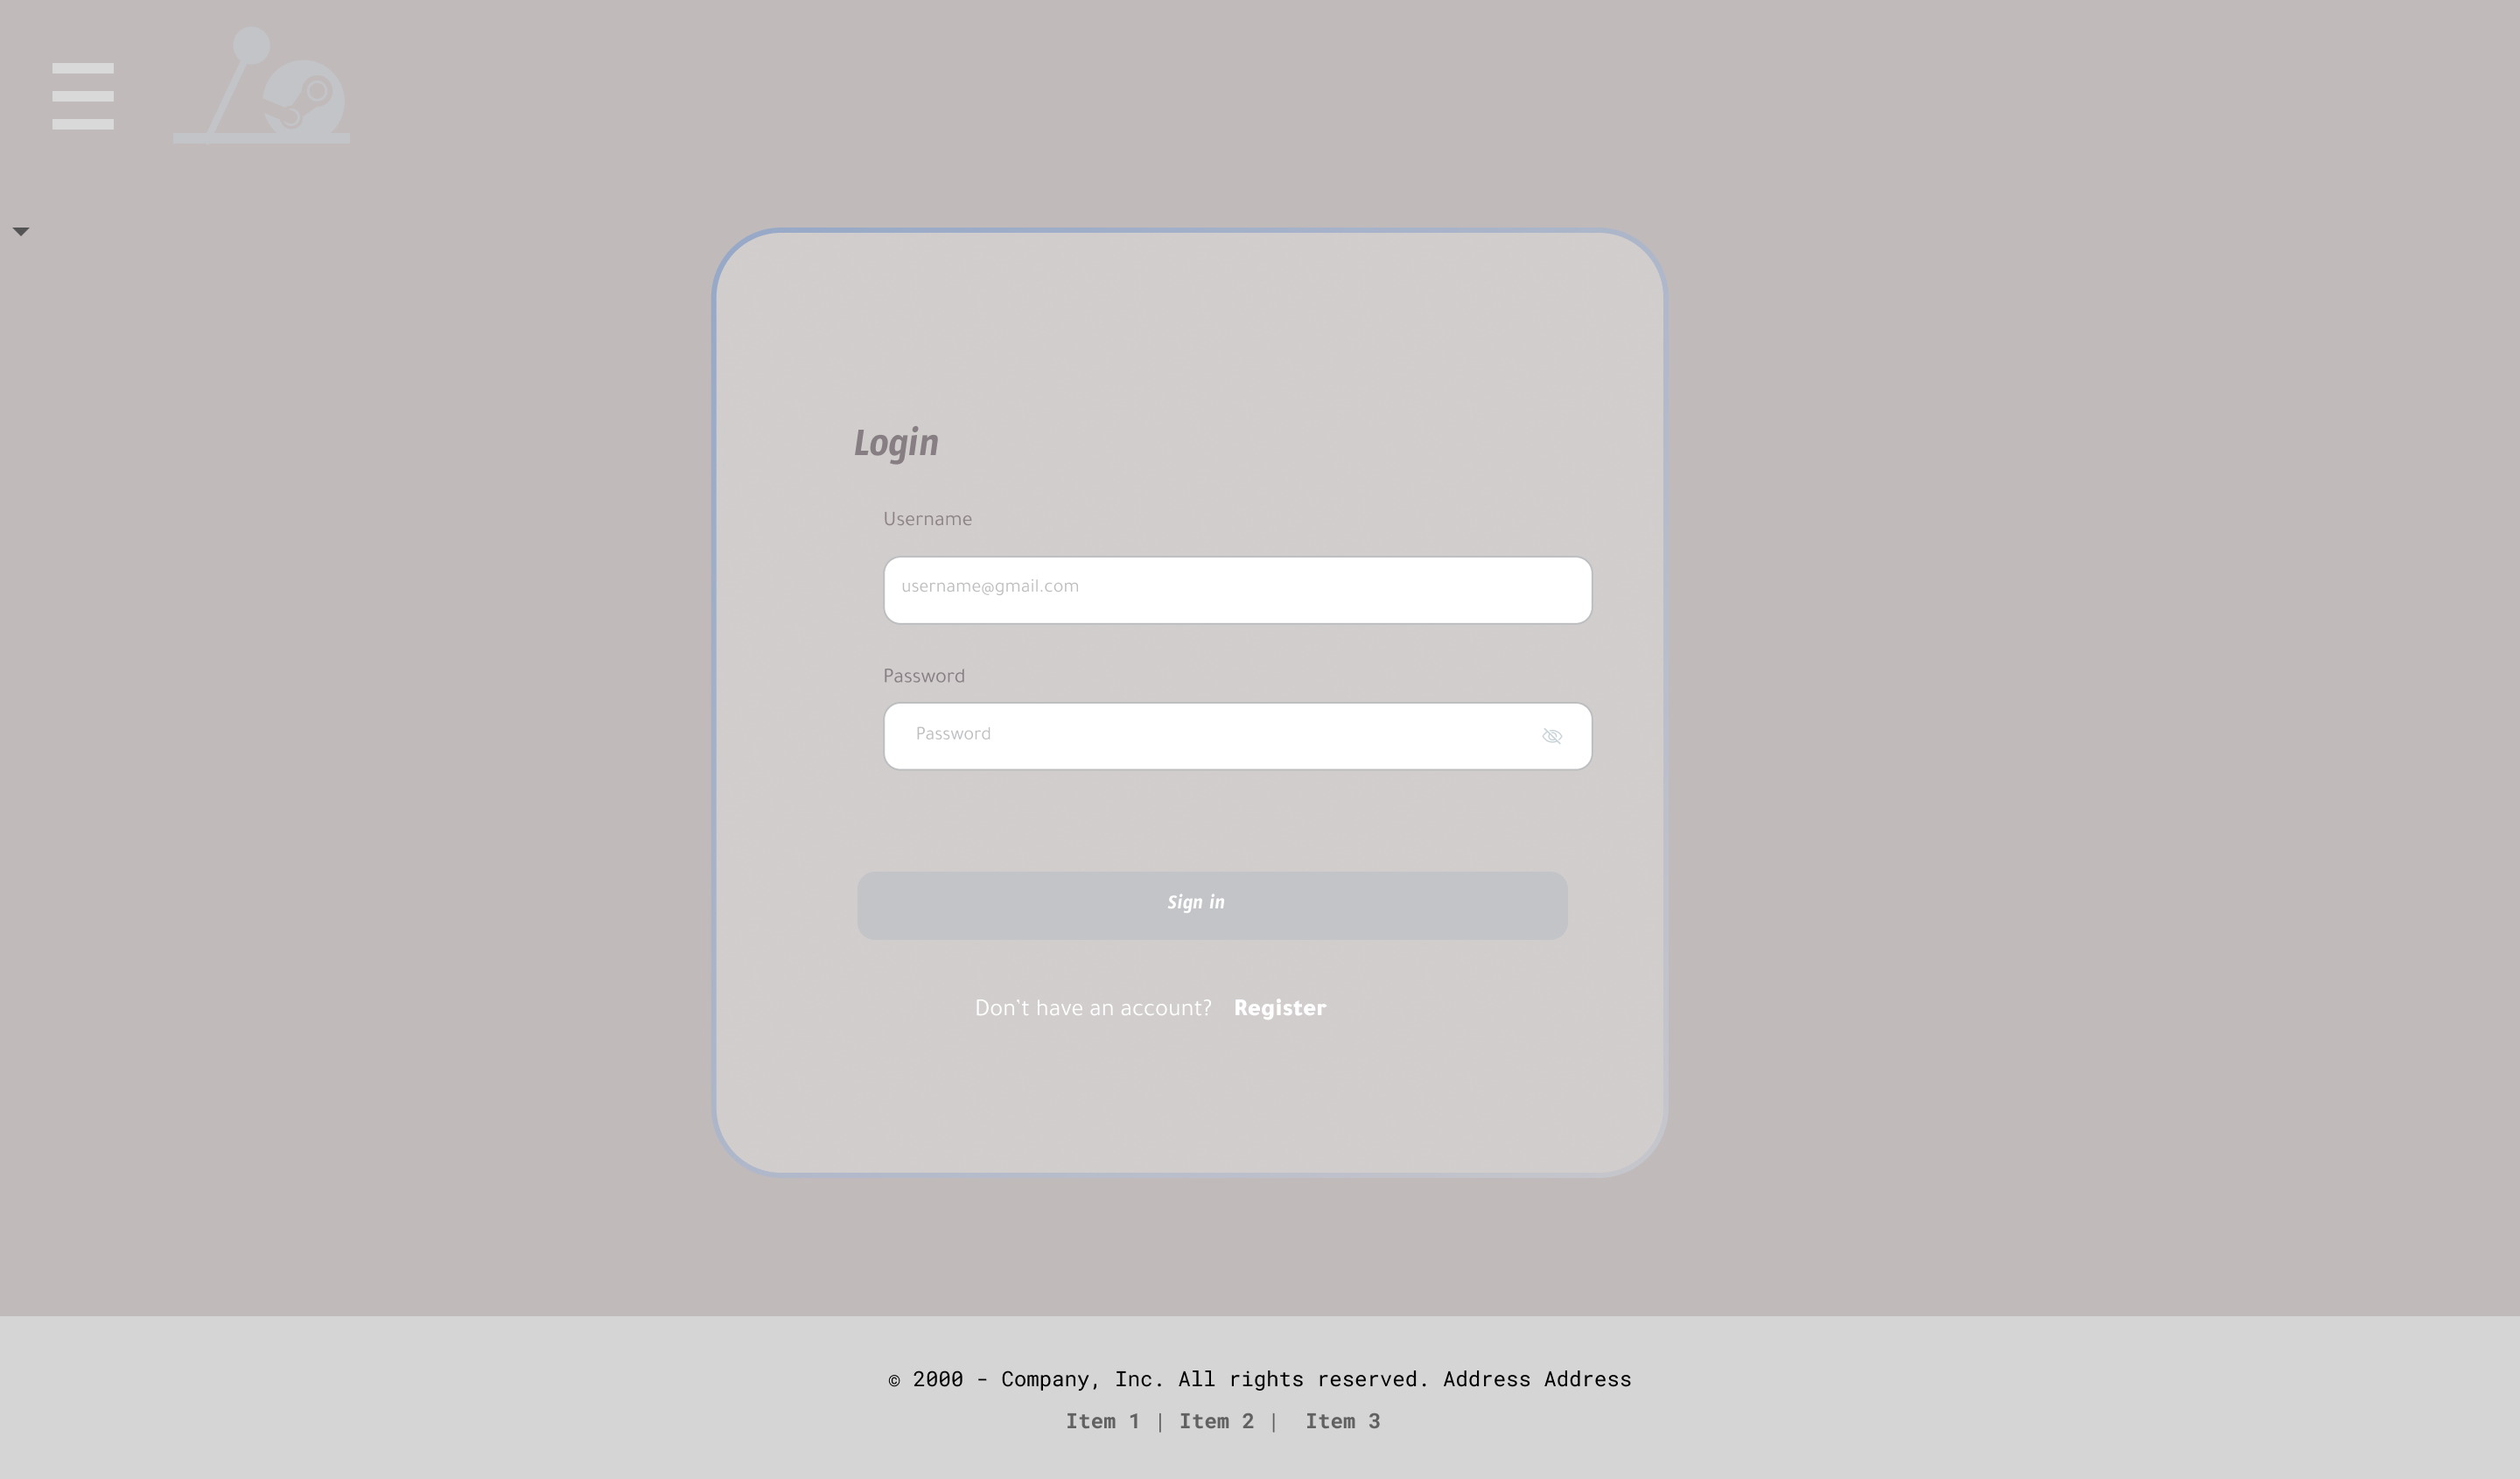 Login
Username
username@gmail.com
Password
Password
Sign in
Don't have an account? Register
© 2000 - Company, Inc. All rights reserved. Address Address
Item 1 | Item 2 | Item 3